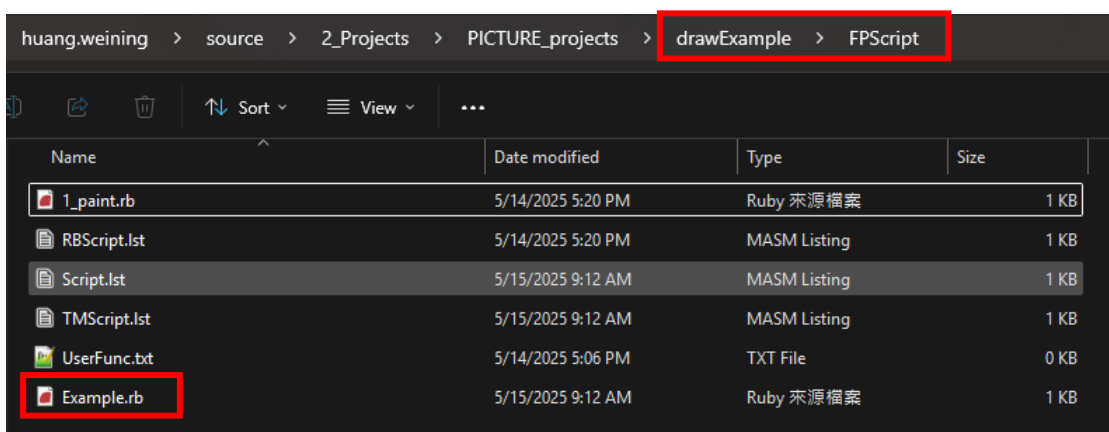 huang.weining > source > 2_Projects > PICTURE_projects > drawExample > FPScript
Sort View ...
Name Date modified Type Size
1_paint.rb 5/14/2025 5:20 PM Ruby 來源檔案 1 KB
RBScript.lst 5/14/2025 5:20 PM MASM Listing 1 KB
Script.lst 5/15/2025 9:12 AM MASM Listing 1 KB
TMScript.lst 5/15/2025 9:12 AM MASM Listing 1 KB
UserFunc.txt 5/14/2025 5:06 PM TXT File 0 KB
Example.rb 5/15/2025 9:12 AM Ruby 來源檔案 1 KB